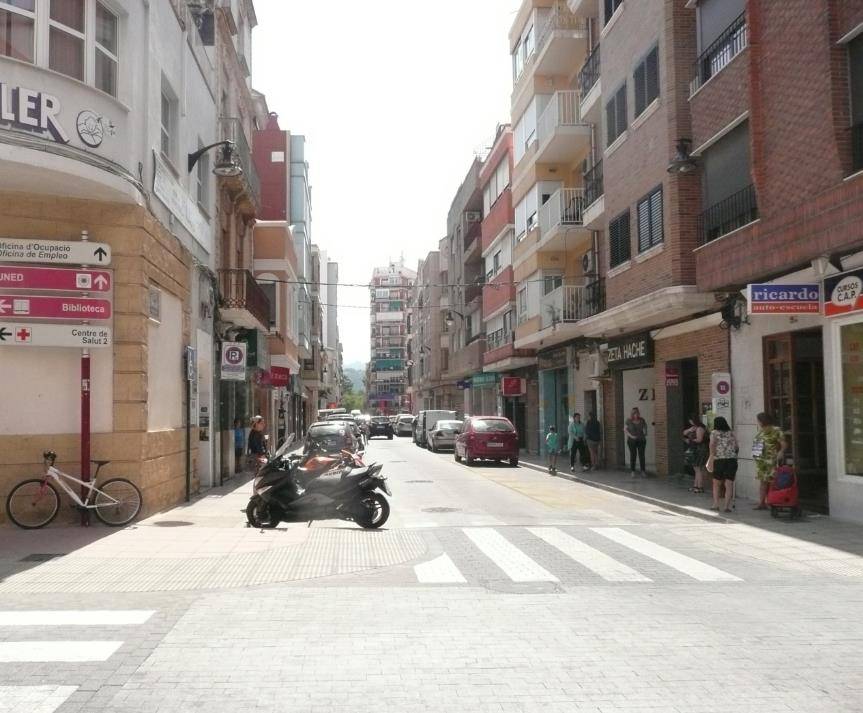 LER
Oficina d'Ocupació
Oficina de Empleo
UNED
Biblioteca
Centre de
Salut 2
P
ZETA HACHE
Z
ricardo
auto-escuela
CURSOS
C.A.P.